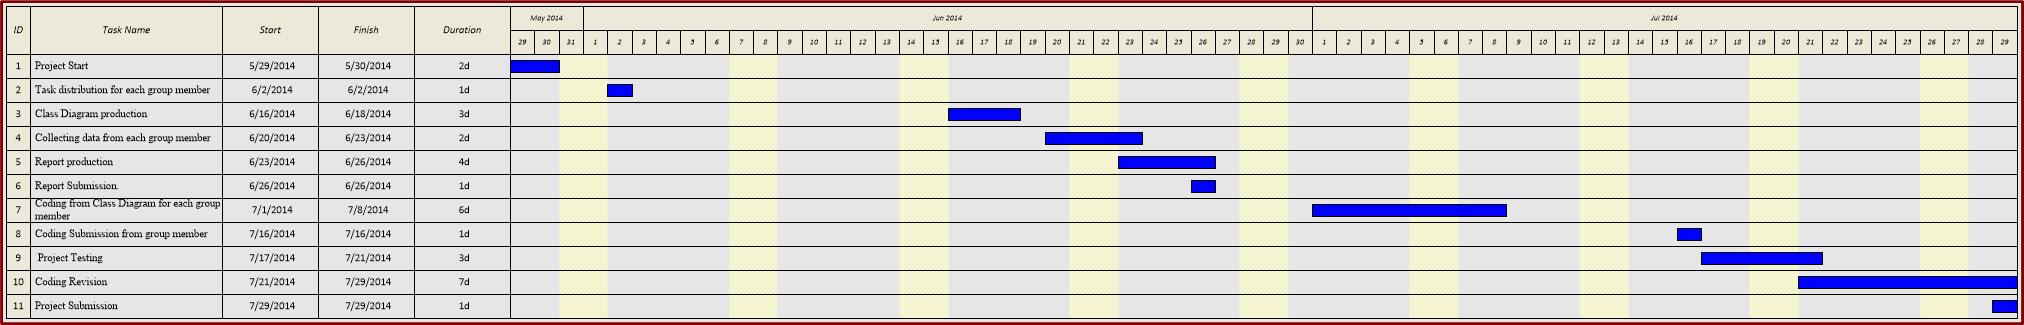 ID Task Name Start Finish Duration May 2014 Jun 2014 Jul 2014
29 30 31 1 2 3 4 5 6 7 8 9 10 11 12 13 14 15 16 17 18 19 20 21 22 23 24 25 26 27 28 29 30 1 2 3 4 5 6 7 8 9 10 11 12 13 14 15 16 17 18 19 20 21 22 23 24 25 26 27 28 29
1 Project Start 5/29/2014 5/30/2014 2d
2 Task distribution for each group member 6/2/2014 6/2/2014 1d
3 Class Diagram production 6/16/2014 6/18/2014 3d
4 Collecting data from each group member 6/20/2014 6/23/2014 2d
5 Report production 6/23/2014 6/26/2014 4d
6 Report Submission. 6/26/2014 6/26/2014 1d
7 Coding from Class Diagram for each group
member 7/1/2014 7/8/2014 6d
8 Coding Submission from group member 7/16/2014 7/16/2014 1d
9 Project Testing 7/17/2014 7/21/2014 3d
10 Coding Revision 7/21/2014 7/29/2014 7d
11 Project Submission 7/29/2014 7/29/2014 1d